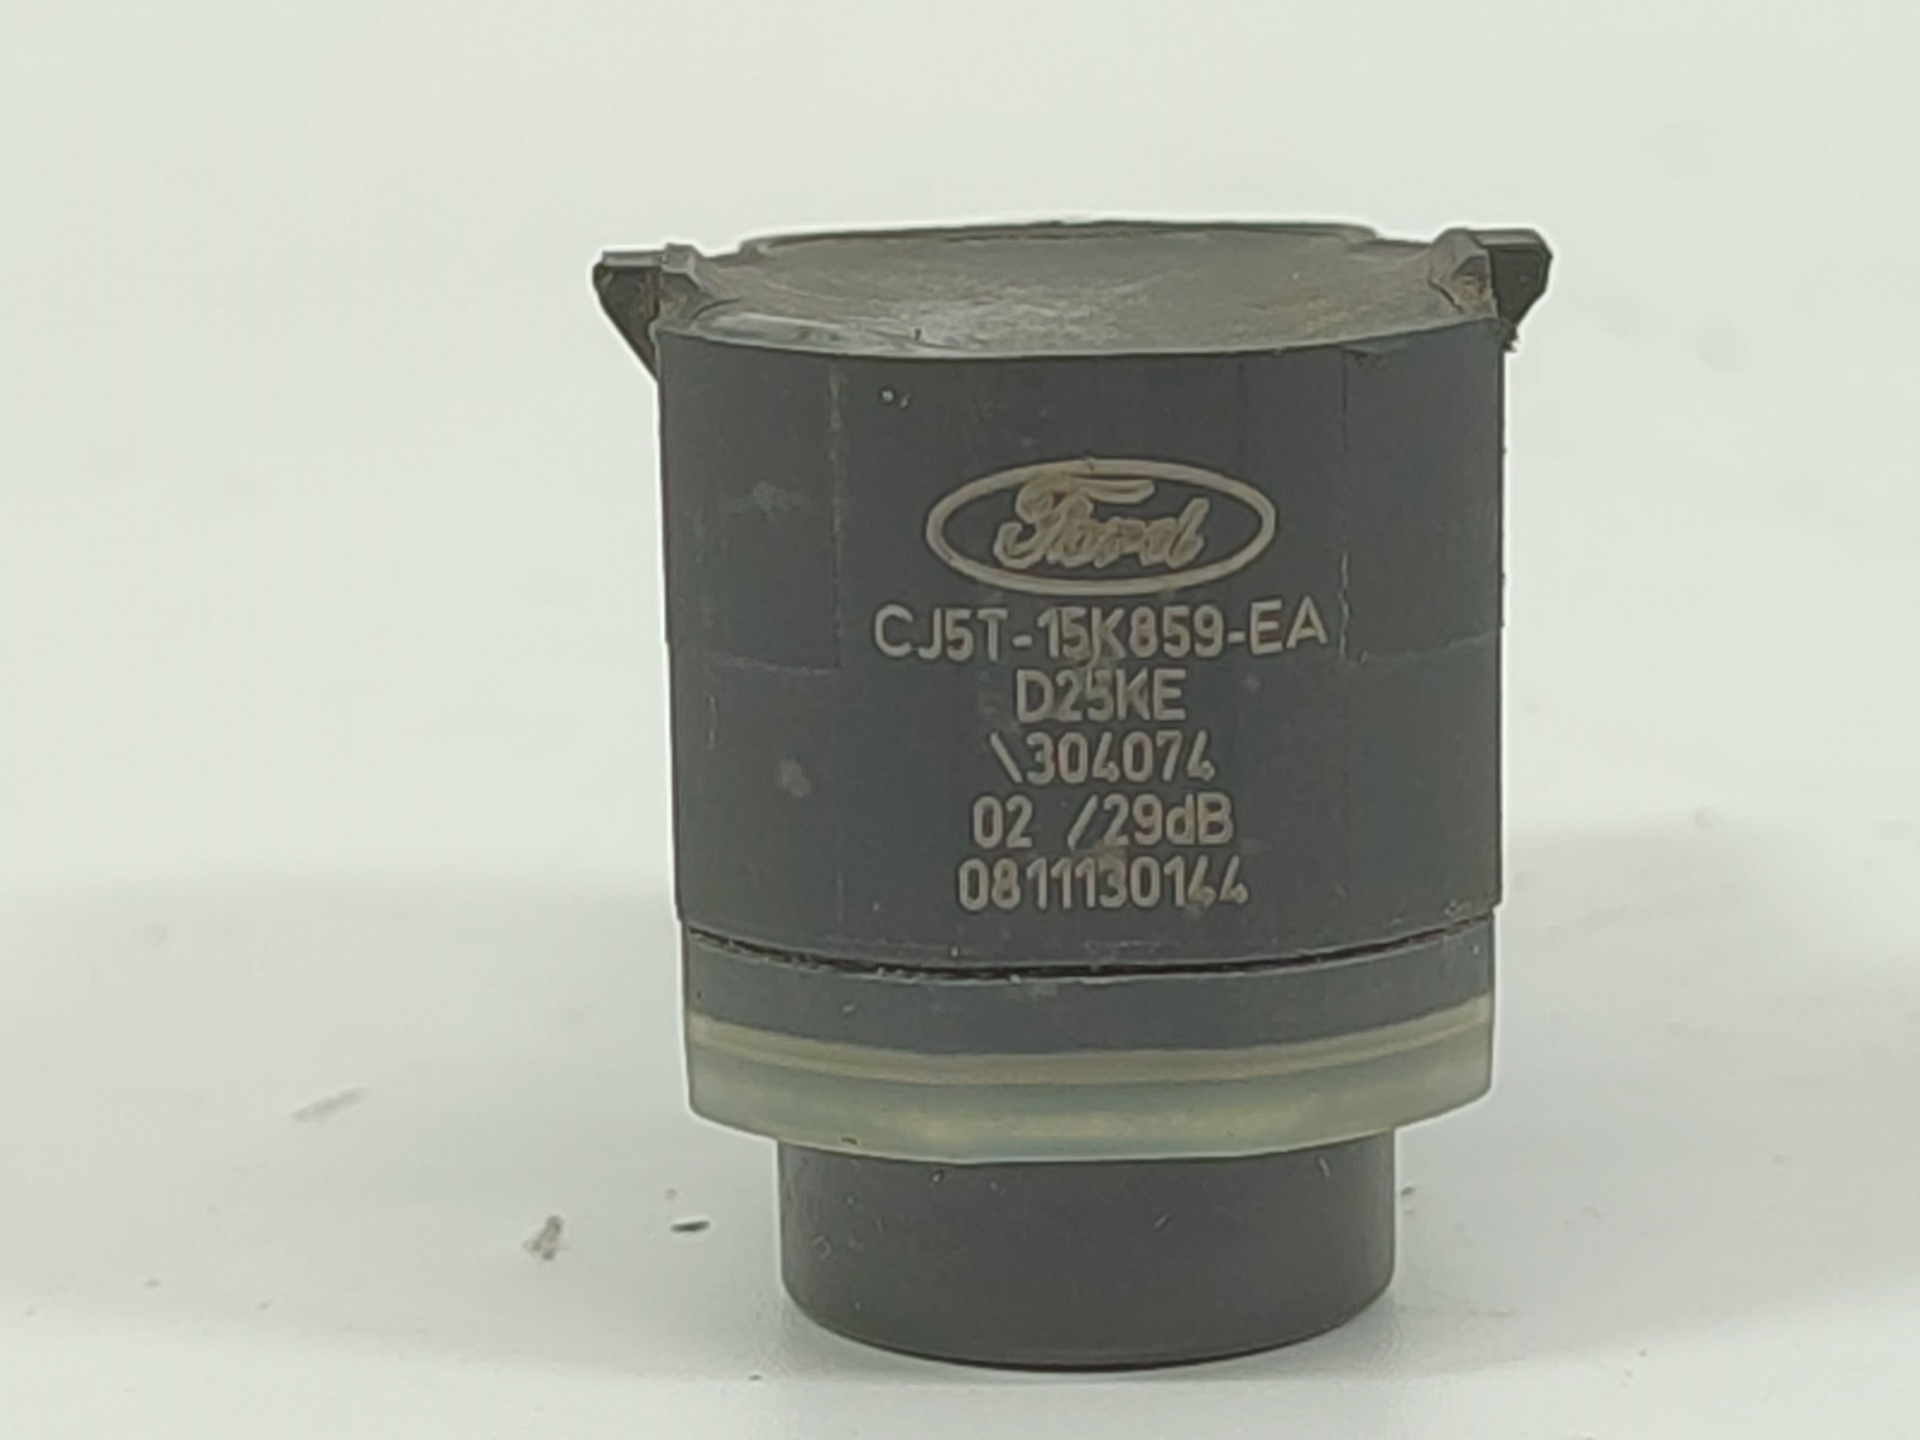 Ford
CJ5T-15K859-EA
D25KE
\304074
02 /29dB
0811130144